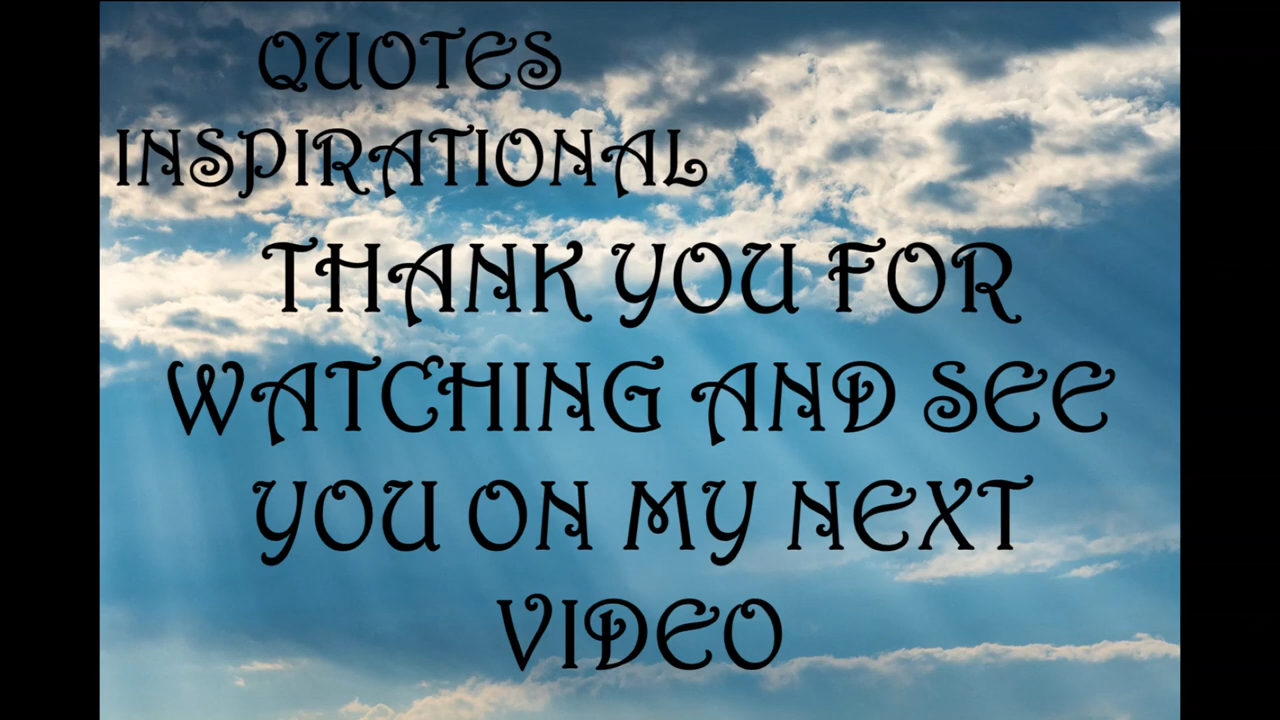 QUOTES
INSPIRATIONAL
THANK YOU FOR
WATCHING AND SEE
YOU ON MY NEXT
VIDEO